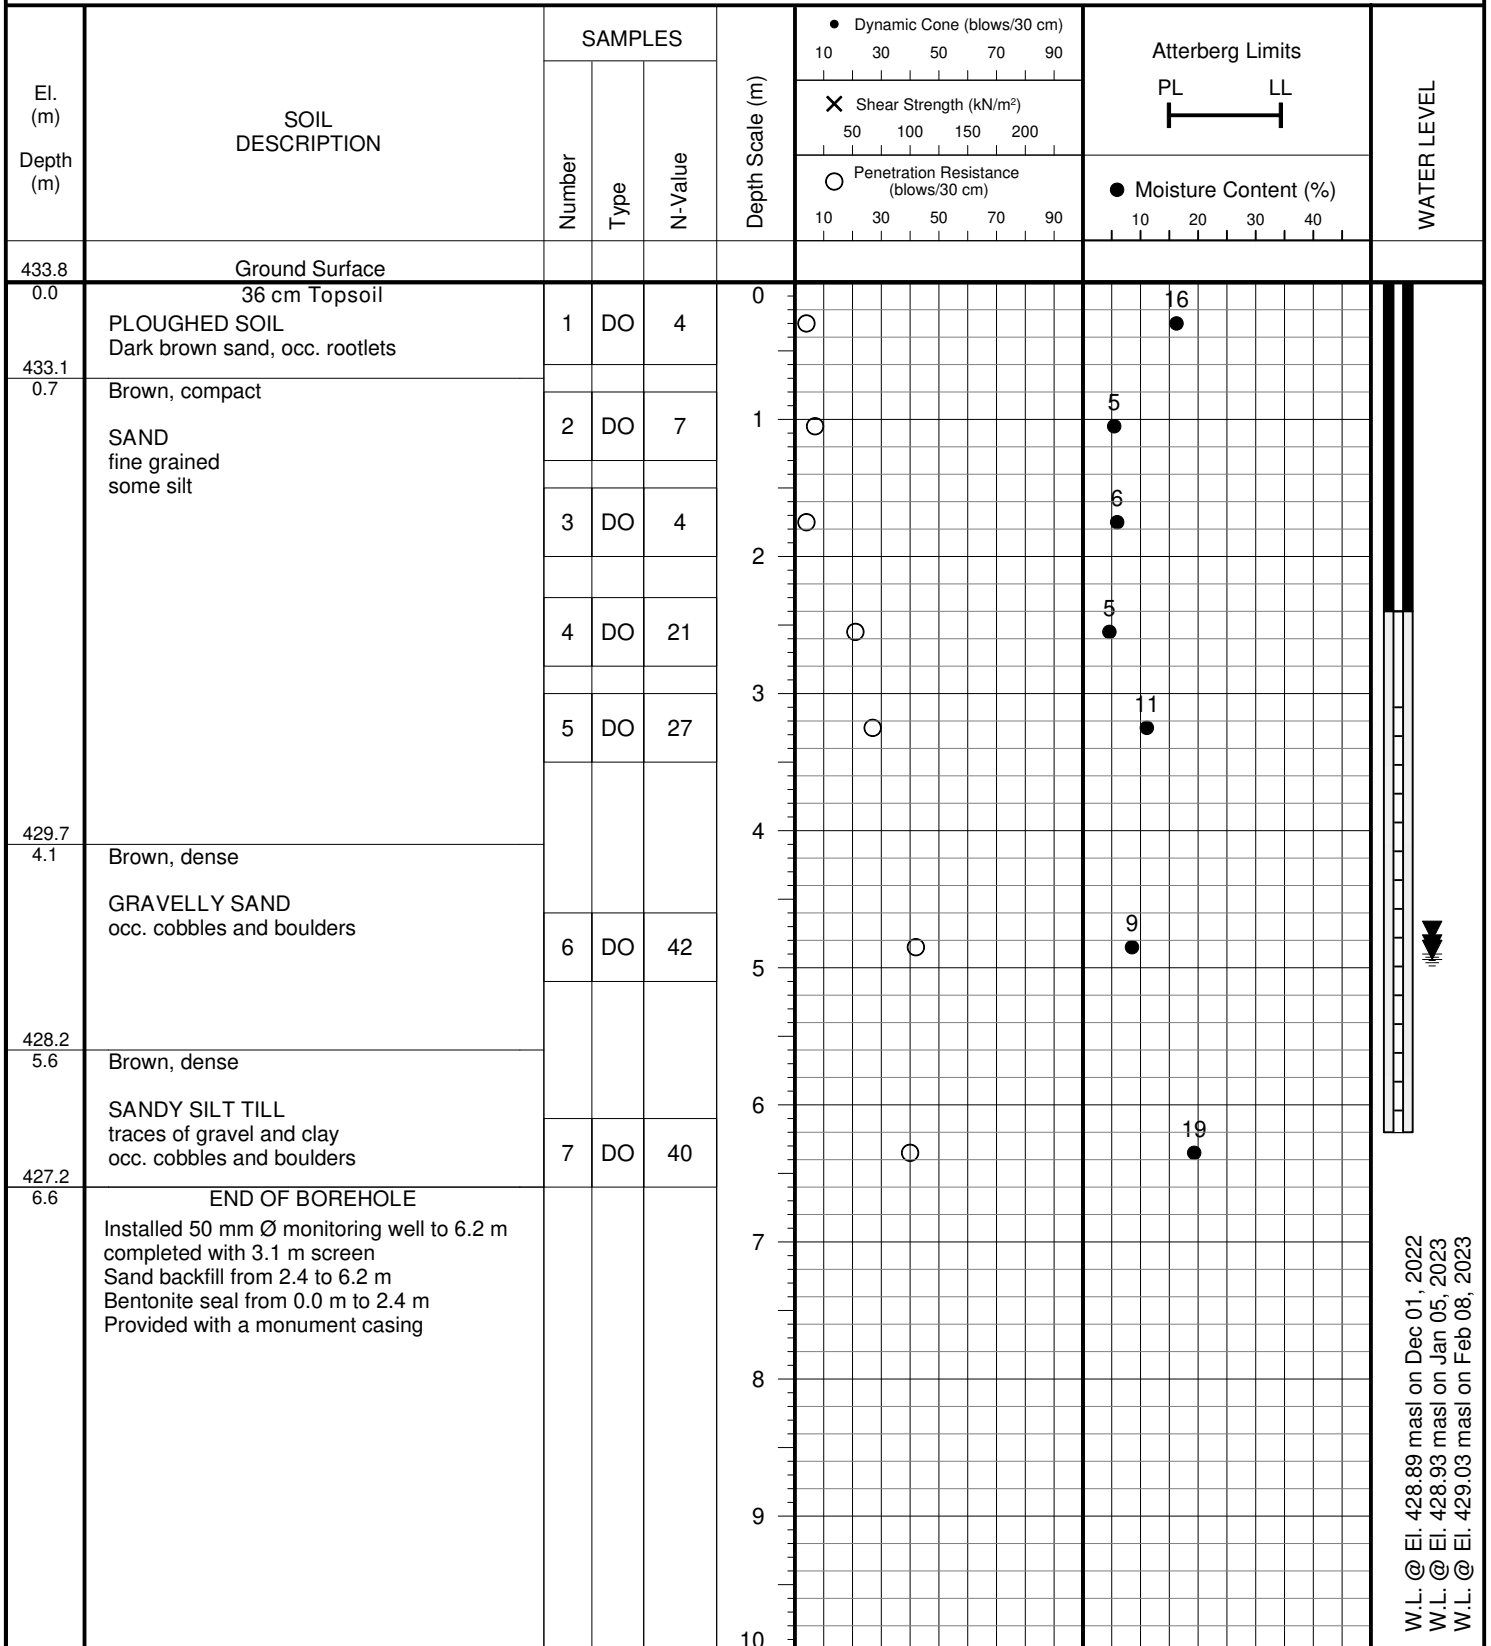 El.
(m)
Depth
(m)
SOIL
DESCRIPTION
SAMPLES
Number
Type
N-Value
Depth Scale (m)
Dynamic Cone (blows/30 cm)
10 30 50 70 90
Shear Strength (kN/m²)
50 100 150 200
Penetration Resistance
(blows/30 cm)
10 30 50 70 90
Atterberg Limits
PL LL
Moisture Content (%)
10 20 30 40
WATER LEVEL
433.8 Ground Surface
0.0 36 cm Topsoil
PLOUGHED SOIL
Dark brown sand, occ. rootlets
1 DO 4
0
16
433.1
0.7 Brown, compact
SAND
fine grained
some silt
2 DO 7
1
5
3 DO 4
6
2
4 DO 21
5
3
5 DO 27
11
4
429.7
4.1 Brown, dense
GRAVELLY SAND
occ. cobbles and boulders
6 DO 42
9
5
428.2
5.6 Brown, dense
SANDY SILT TILL
traces of gravel and clay
occ. cobbles and boulders
6
7 DO 40
19
427.2
6.6 END OF BOREHOLE
Installed 50 mm Ø monitoring well to 6.2 m
completed with 3.1 m screen
Sand backfill from 2.4 to 6.2 m
Bentonite seal from 0.0 m to 2.4 m
Provided with a monument casing
7
8
9
10
W.L. @ El. 428.89 masl on Dec 01, 2022
W.L. @ El. 428.93 masl on Jan 05, 2023
W.L. @ El. 429.03 masl on Feb 08, 2023